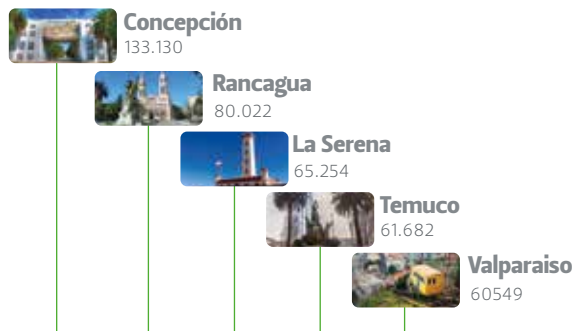 Concepción
133.130
Rancagua
80.022
La Serena
65.254
Temuco
61.682
Valparaiso
60549